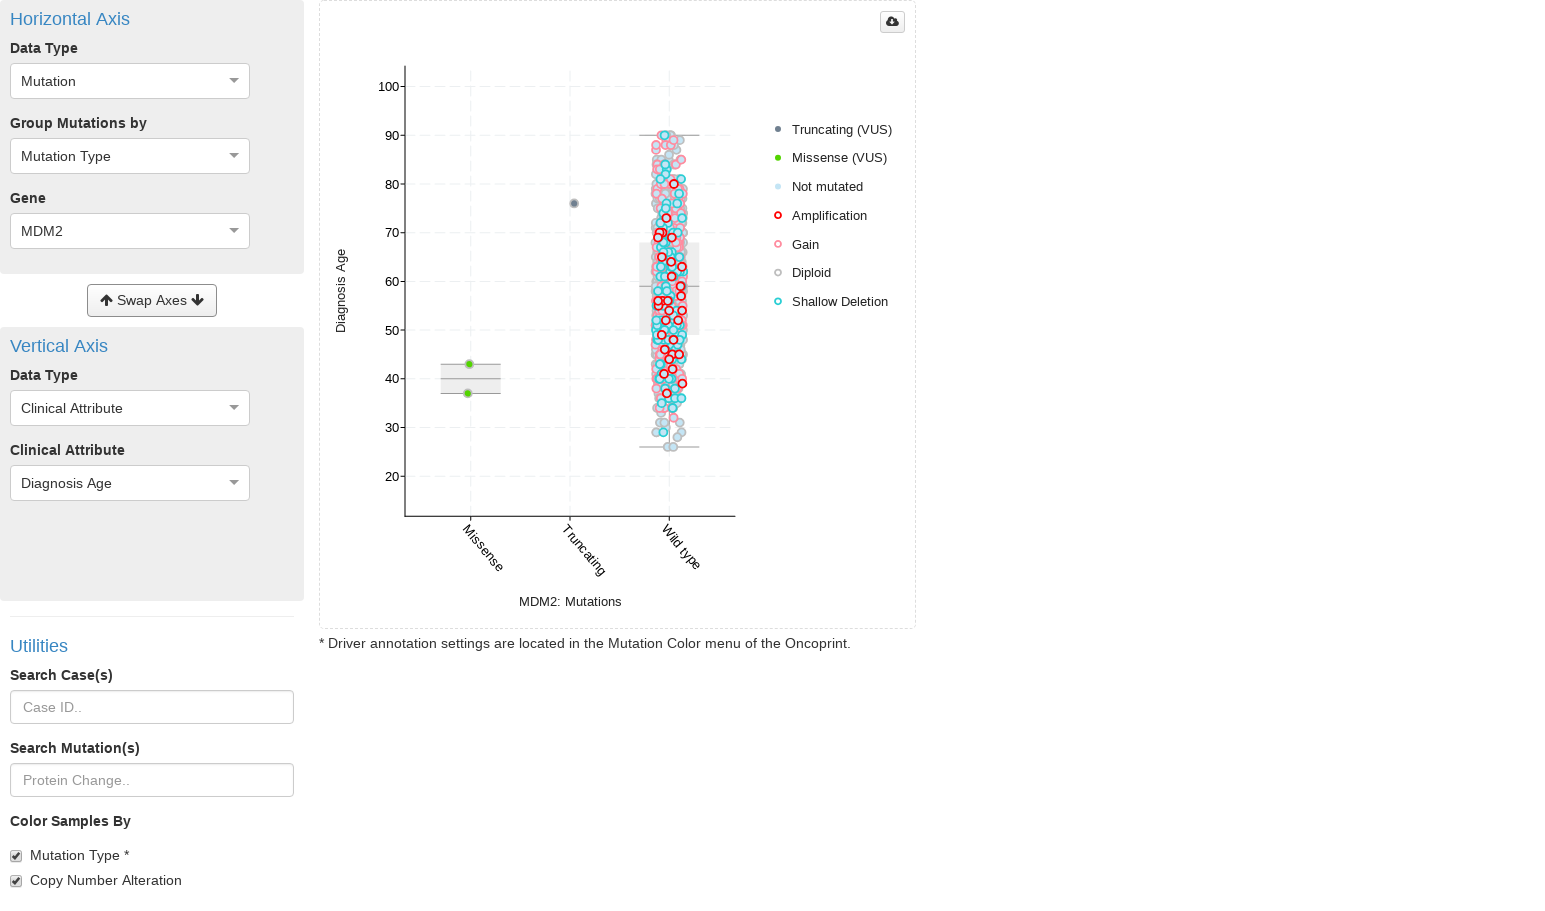 Horizontal Axis
Data Type
Mutation
Group Mutations by
Mutation Type
Gene
MDM2
Swap Axes
Vertical Axis
Data Type
Clinical Attribute
Clinical Attribute
Diagnosis Age
Utilities
Search Case(s)
Case ID..
Search Mutation(s)
Protein Change..
Color Samples By
Mutation Type *
Copy Number Alteration
Diagnosis Age
100
90
80
70
60
50
40
30
20
Missense
Truncating
Wild type
MDM2: Mutations
Truncating (VUS)
Missense (VUS)
Not mutated
Amplification
Gain
Diploid
Shallow Deletion
* Driver annotation settings are located in the Mutation Color menu of the Oncoprint.